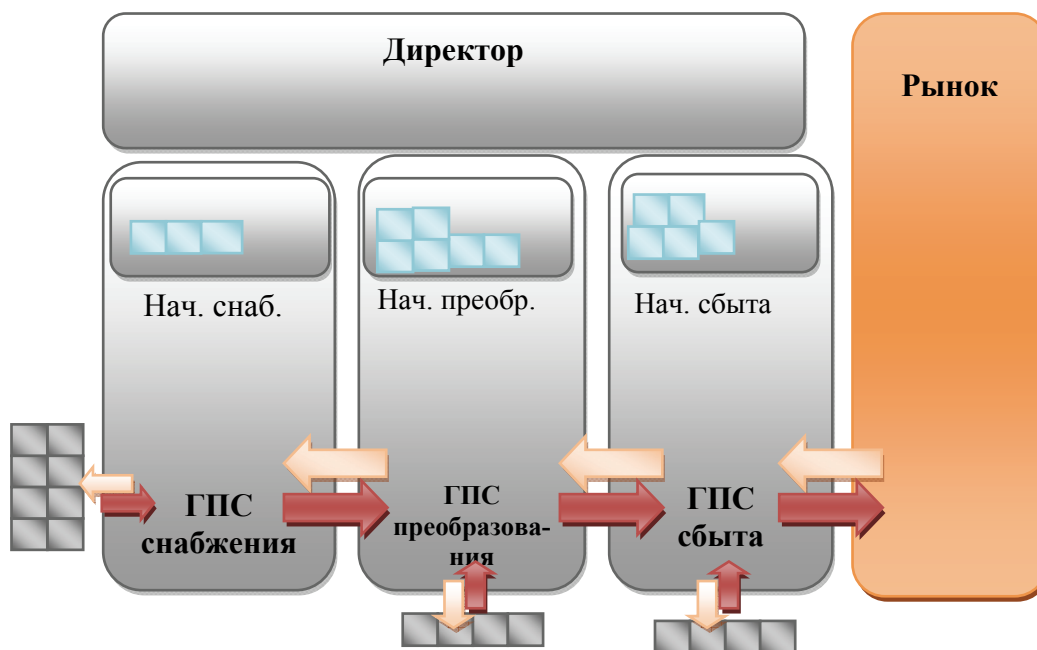 Директор
Рынок
Нач. снаб.
Нач. преобр.
Нач. сбыта
ГПС
снабжения
ГПС
преобразова-
ния
ГПС
сбыта